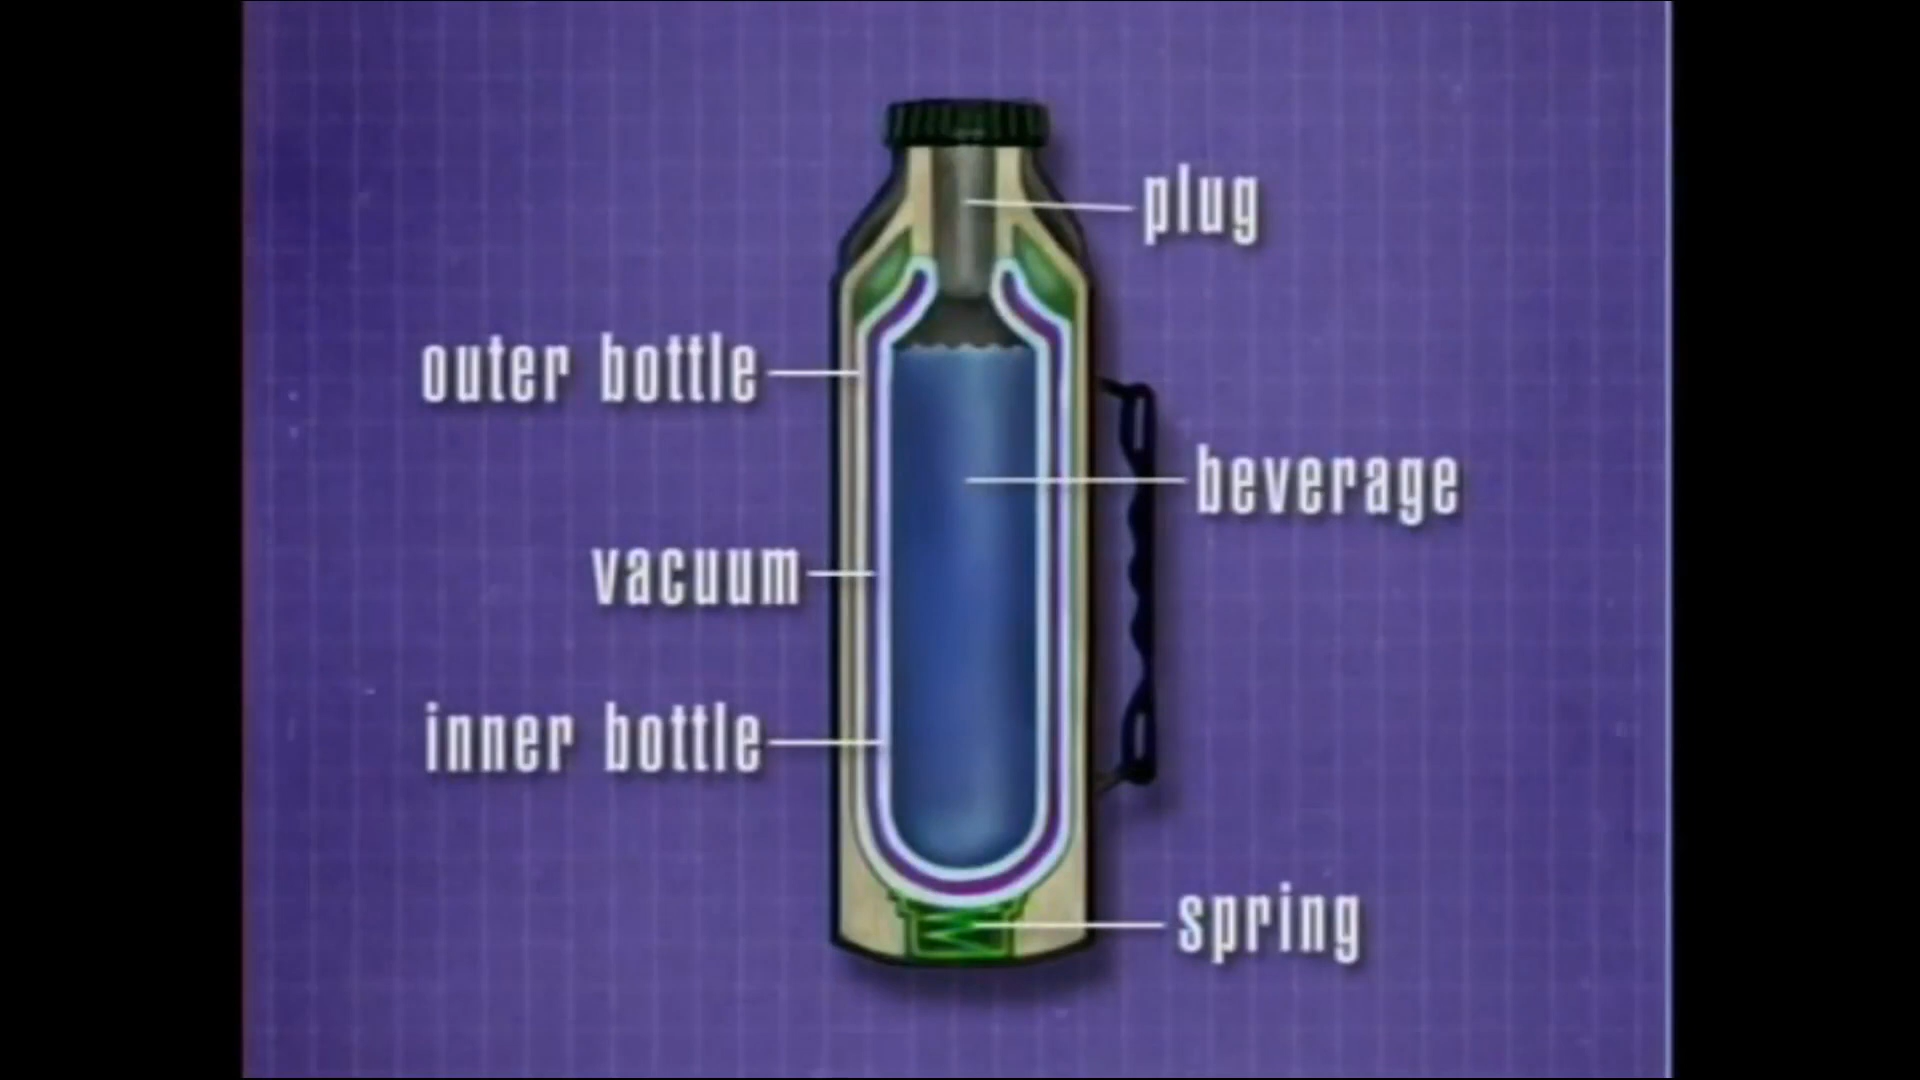 plug
outer bottle
beverage
vacuum
inner bottle
spring